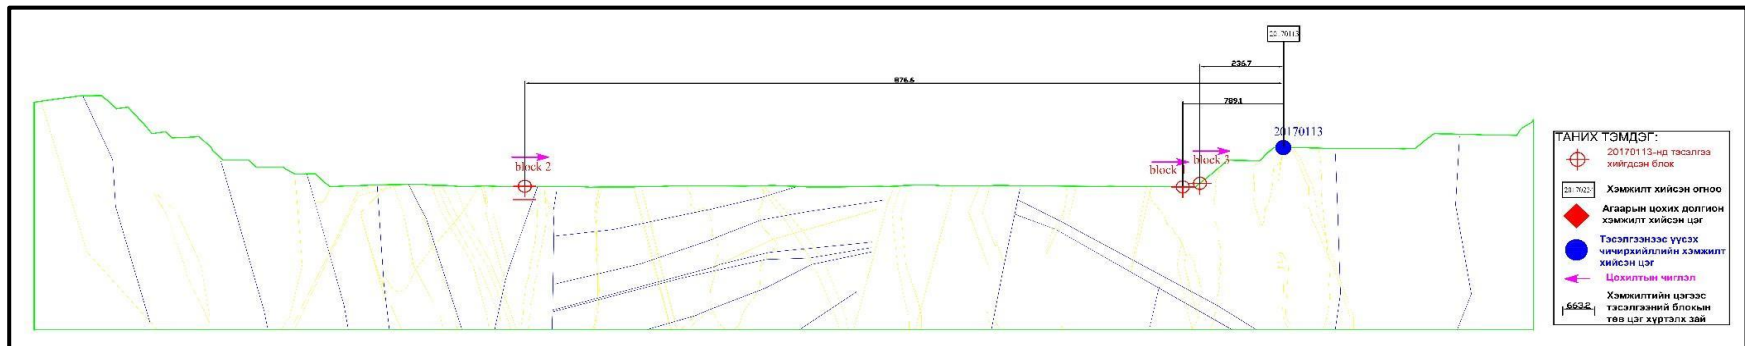 20170113
236.7
876.6
789.1
20170113
block 2
block
block 3
ТАНИХ ТЭМДЭГ:
20170113-нд тэсэлгээ
хийгдсэн блок
Хэмжилт хийсэн огноо
Агаарын цохих долгион
хэмжилт хийсэн цэг
Тэсэлгээнээс үүсэх
чичирхийллийн хэмжилт
хийсэн цэг
Цохилтын чиглэл
663.2
Хэмжилтийн цэгээс
тэсэлгээний блокын
төв цэг хүртэлх зай